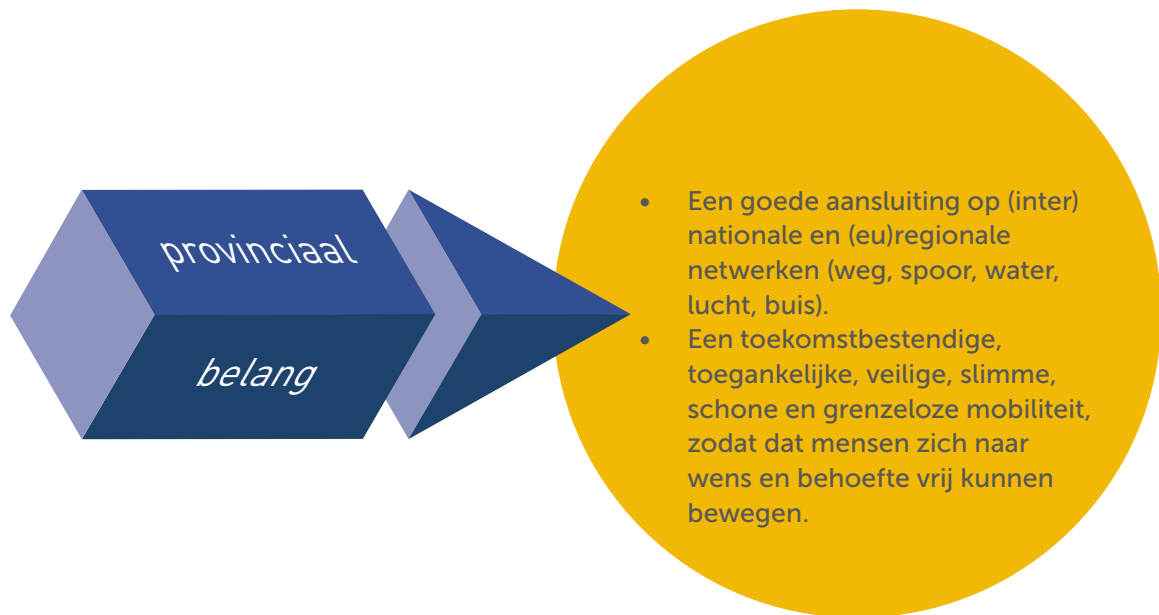 provinciaal
belang
• Een goede aansluiting op (inter)
nationale en (eu)regionale
netwerken (weg, spoor, water,
lucht, buis).
• Een toekomstbestendige,
toegankelijke, veilige, slimme,
schone en grenzeloze mobiliteit,
zodat dat mensen zich naar
wens en behoefte vrij kunnen
bewegen.